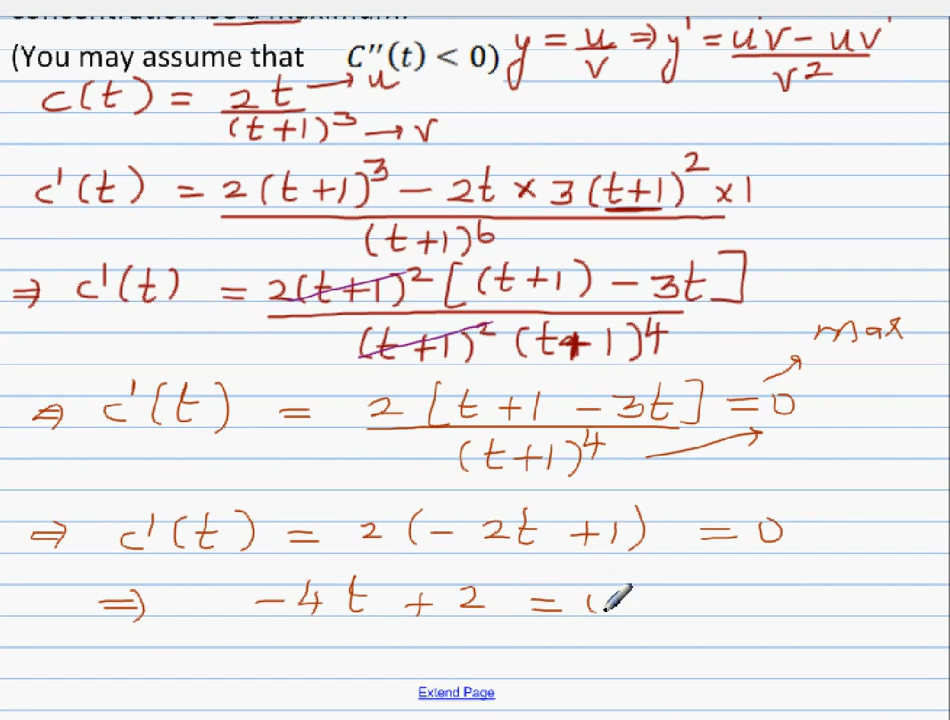 (You may assume that C″(t) < 0) y = u/v ⇒ y' = u'v - uv'/v²
c(t) = 2t/(t+1)³ → u → v
c'(t) = 2(t+1)³ - 2t × 3(t+1)² × 1/(t+1)⁶
⇒ c'(t) = 2(t+1)² [(t+1) - 3t]/(t+1)² (t+1)⁴
max
⇒ c'(t) = 2[t+1 - 3t]/(t+1)⁴ = 0
⇒ c'(t) = 2(-2t+1) = 0
⇒ -4t + 2 =
Extend Page